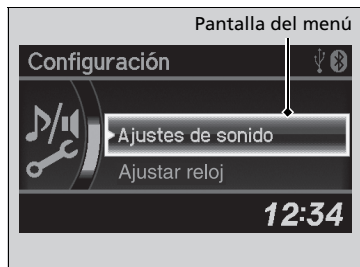 Pantalla del menú
Configuración
Ajustes de sonido
Ajustar reloj
12:34